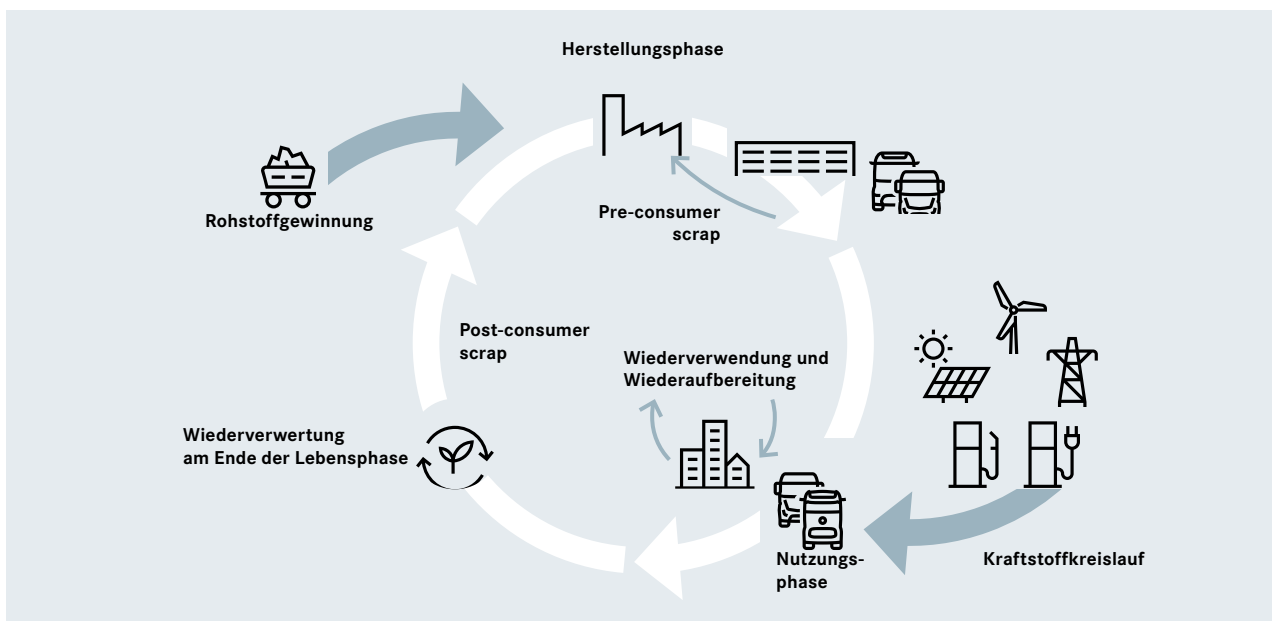 Herstellungsphase
Rohstoffgewinnung
Pre-consumer
scrap
Post-consumer
scrap
Wiederverwendung und
Wiederaufbereitung
Wiederverwertung
am Ende der Lebensphase
Nutzungs-
phase
Kraftstoffkreislauf